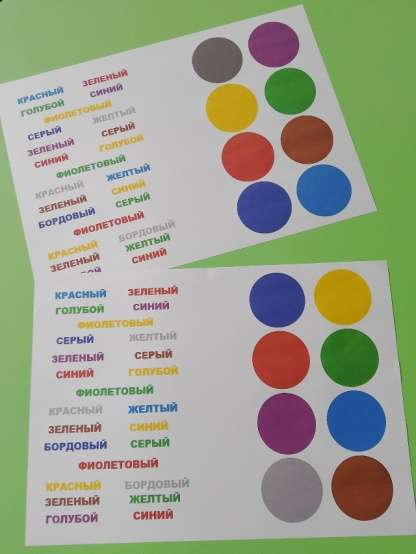 КРАСНЫЙ ЗЕЛЕНЫЙ
ГОЛУБОЙ СИНИЙ
ФИОЛЕТОВЫЙ
СЕРЫЙ ЖЕЛТЫЙ
ЗЕЛЕНЫЙ СЕРЫЙ
СИНИЙ ГОЛУБОЙ
ФИОЛЕТОВЫЙ
КРАСНЫЙ ЖЕЛТЫЙ
ЗЕЛЕНЫЙ СИНИЙ
БОРДОВЫЙ СЕРЫЙ
ФИОЛЕТОВЫЙ
КРАСНЫЙ БОРДОВЫЙ
ЗЕЛЕНЫЙ ЖЕЛТЫЙ
СИНИЙ
КРАСНЫЙ ЗЕЛЕНЫЙ
ГОЛУБОЙ СИНИЙ
ФИОЛЕТОВЫЙ
СЕРЫЙ ЖЕЛТЫЙ
ЗЕЛЕНЫЙ СЕРЫЙ
СИНИЙ ГОЛУБОЙ
ФИОЛЕТОВЫЙ
КРАСНЫЙ ЖЕЛТЫЙ
ЗЕЛЕНЫЙ СИНИЙ
БОРДОВЫЙ СЕРЫЙ
ФИОЛЕТОВЫЙ
КРАСНЫЙ БОРДОВЫЙ
ЗЕЛЕНЫЙ ЖЕЛТЫЙ
ГОЛУБОЙ СИНИЙ